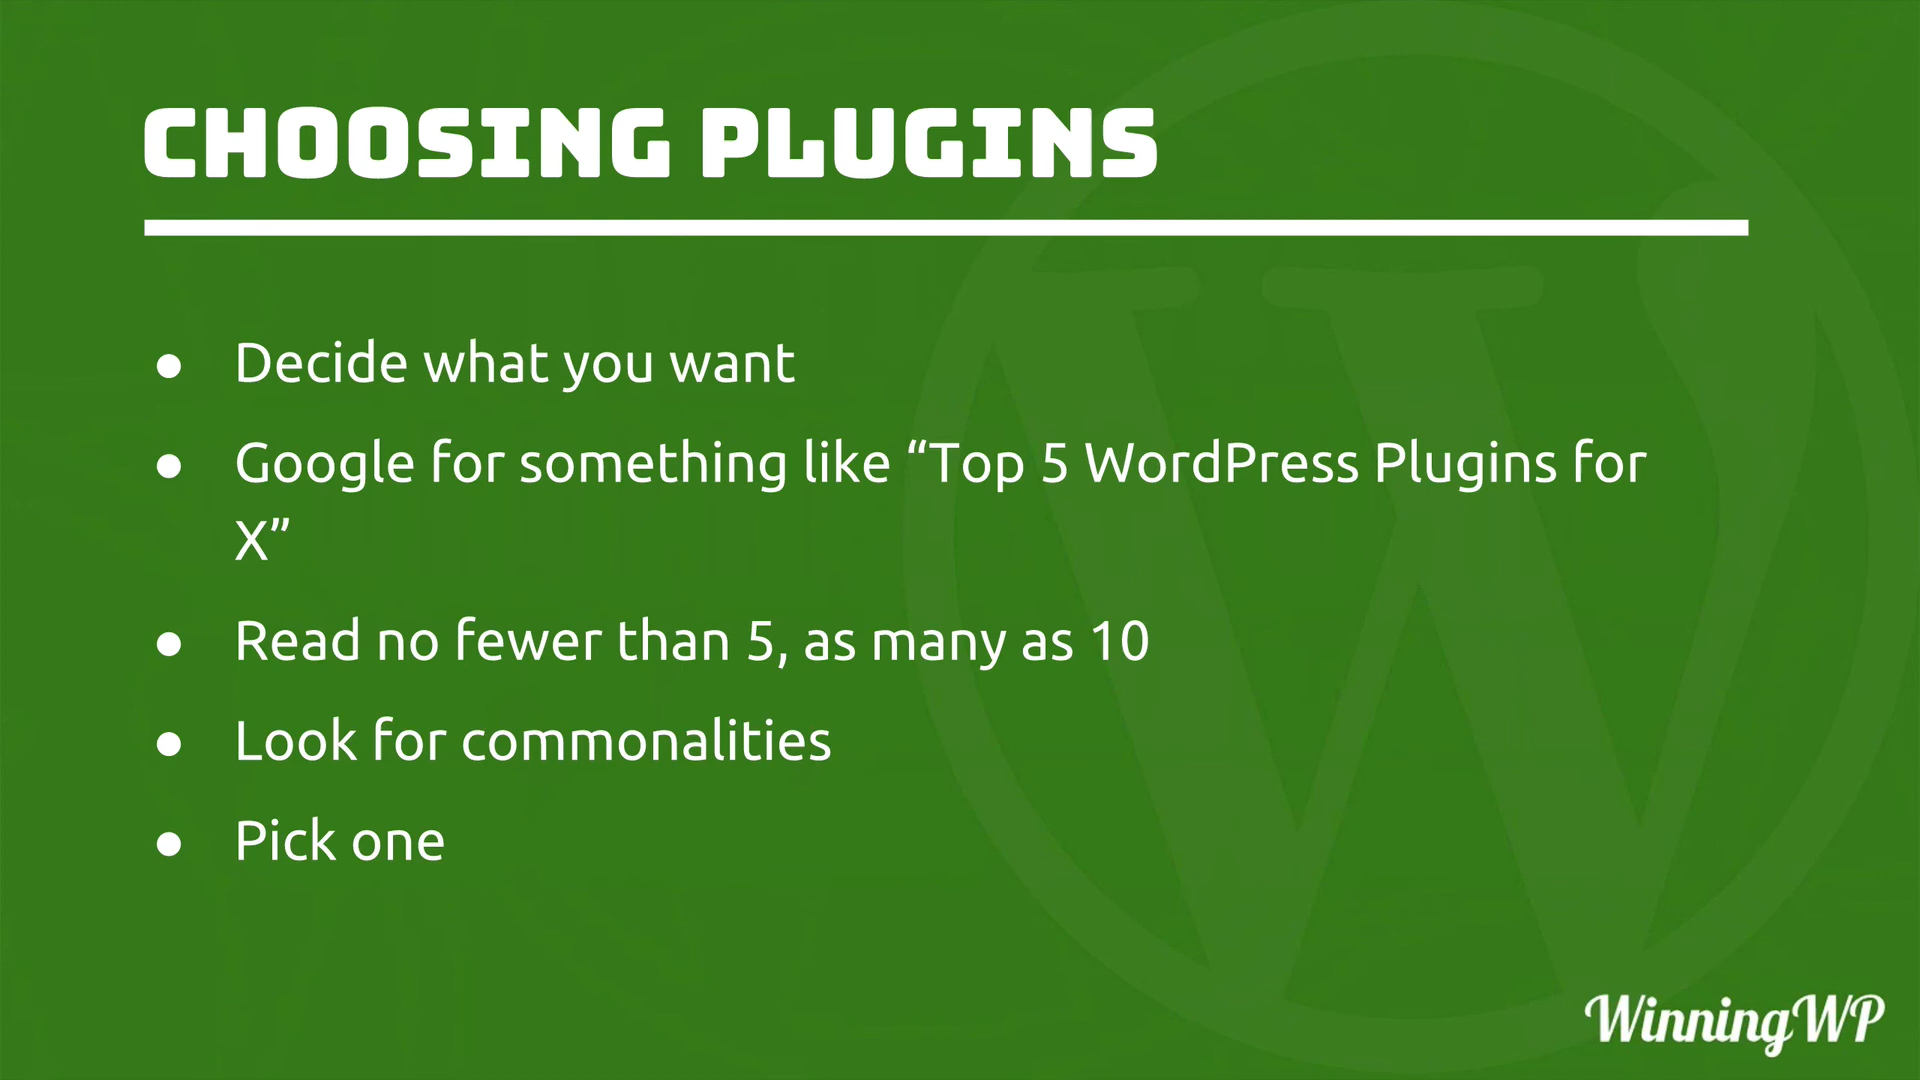 CHOOSING PLUGINS
● Decide what you want
● Google for something like “Top 5 WordPress Plugins for
X”
● Read no fewer than 5, as many as 10
● Look for commonalities
● Pick one
WinningWP